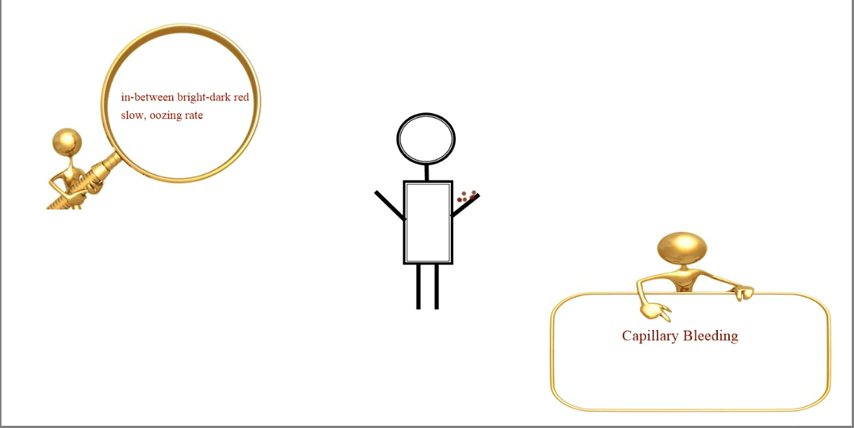 in-between bright-dark red
slow, oozing rate
Capillary Bleeding